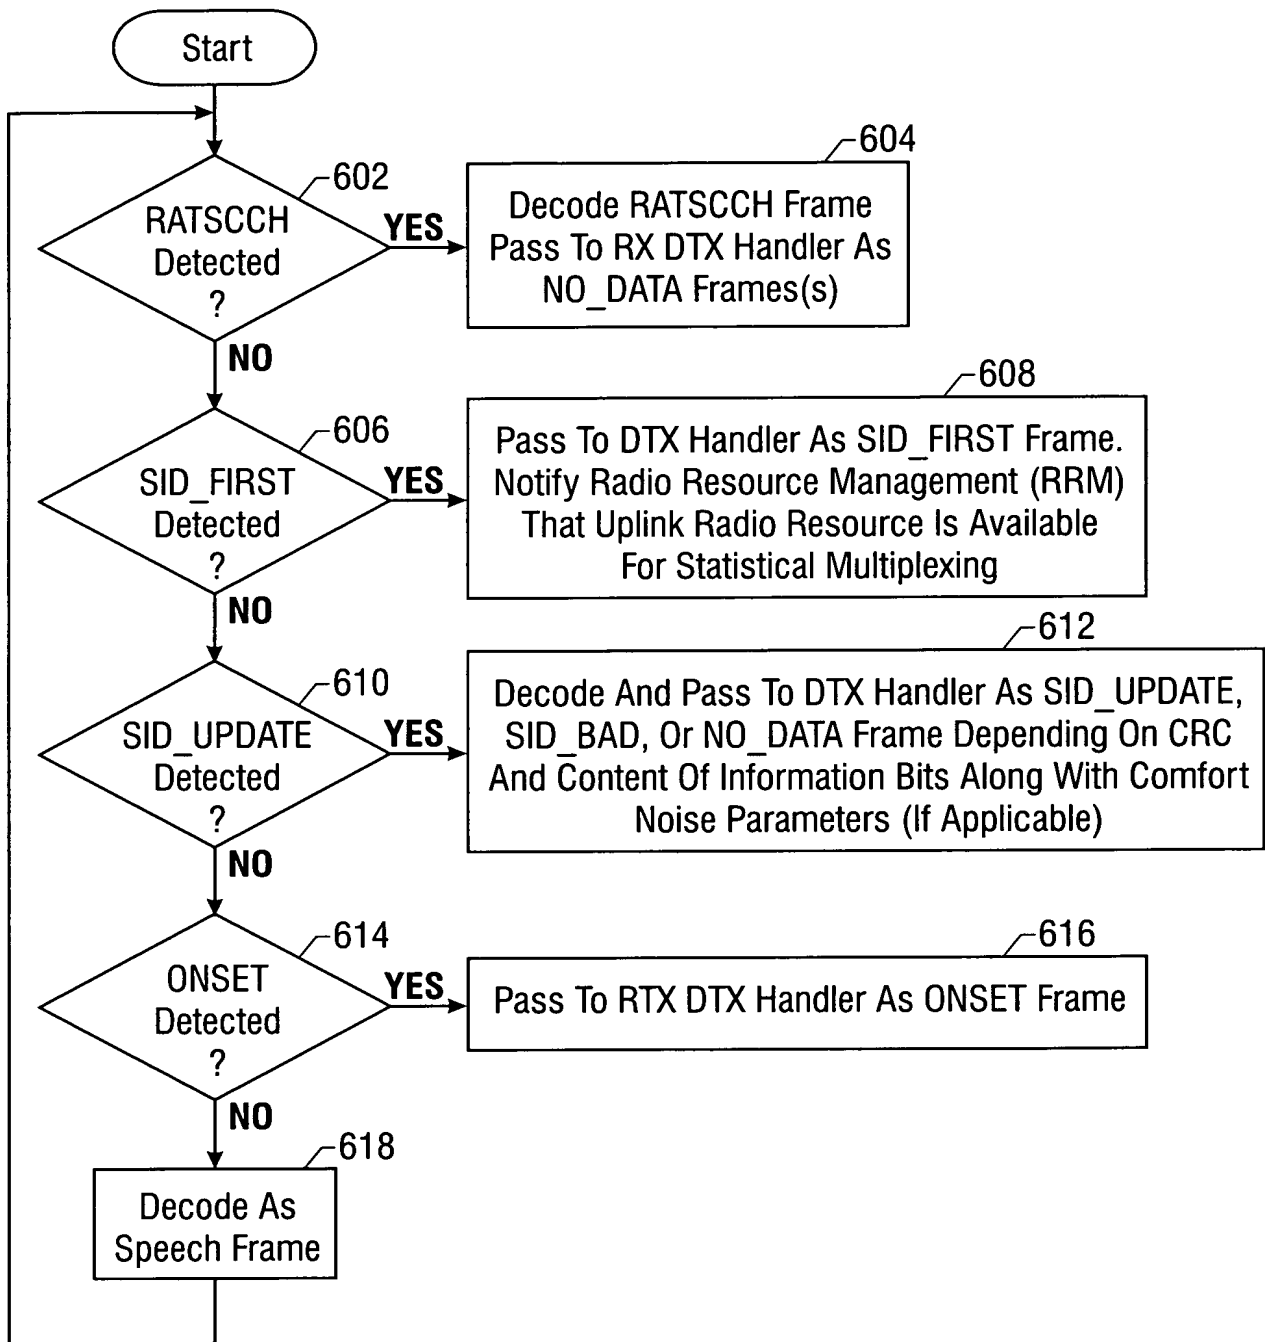 Start
602
RATSCCH
Detected
?
YES
NO
604
Decode RATSCCH Frame
Pass To RX DTX Handler As
NO_DATA Frames(s)
606
SID_FIRST
Detected
?
YES
NO
608
Pass To DTX Handler As SID_FIRST Frame.
Notify Radio Resource Management (RRM)
That Uplink Radio Resource Is Available
For Statistical Multiplexing
610
SID_UPDATE
Detected
?
YES
NO
612
Decode And Pass To DTX Handler As SID_UPDATE,
SID_BAD, Or NO_DATA Frame Depending On CRC
And Content Of Information Bits Along With Comfort
Noise Parameters (If Applicable)
614
ONSET
Detected
?
YES
NO
616
Pass To RTX DTX Handler As ONSET Frame
618
Decode As
Speech Frame